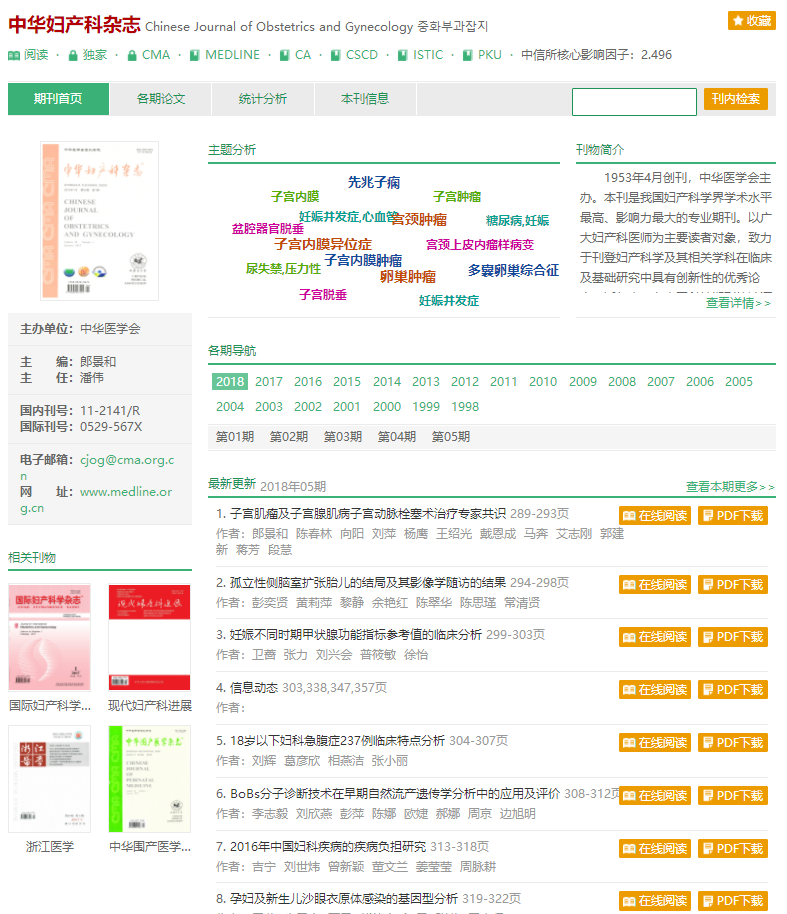 中华妇产科杂志 Chinese Journal of Obstetrics and Gynecology 중화부과잡지
收藏
阅读 · 独家 · CMA · MEDLINE · CA · CSCD · ISTIC · PKU · 中信所核心影响因子：2.496
期刊首页 各期论文 统计分析 本刊信息 刊内检索
中华妇产科杂志
CHINESE
JOURNAL OF
OBSTETRICS
AND GYNECOLOGY
主办单位：中华医学会
主 编：郎景和
主 任：潘伟
国内刊号：11-2141/R
国际刊号：0529-567X
电子邮箱：cjog@cma.org.c
n
网 址：www.medline.or
g.cn
相关刊物
国际妇产科学杂志
国际妇产科学...
现代妇产科进展
现代妇产科进展
浙江医学
浙江医学
中华围产医学杂志
CHINESE
JOURNAL OF
PERINATAL
MEDICINE
中华围产医学...
主题分析
先兆子痫
子宫内膜
子宫肿瘤
妊娠并发症,心血管
宫颈肿瘤
糖尿病,妊娠
盆腔器官脱垂
子宫内膜异位症
宫颈上皮内瘤样病变
子宫内膜肿瘤
尿失禁,压力性
卵巢肿瘤
多囊卵巢综合征
子宫脱垂
妊娠并发症
刊物简介
1953年4月创刊，中华医学会主
办。本刊是我国妇产科学界学术水平
最高、影响力最大的专业期刊。以广
大妇产科医师为主要读者对象，致力
于刊登妇产科学及其相关学科在临床
及基础研究中具有创新性的优秀论
查看详情>>
各期导航
2018 2017 2016 2015 2014 2013 2012 2011 2010 2009 2008 2007 2006 2005
2004 2003 2002 2001 2000 1999 1998
第01期 第02期 第03期 第04期 第05期
最新更新 2018年05期 查看本期更多>>
1. 子宫肌瘤及子宫腺肌病子宫动脉栓塞术治疗专家共识 289-293页 在线阅读 PDF下载
作者：郎景和 陈春林 向阳 刘萍 杨鹰 王绍光 戴恩成 马奔 艾志刚 郭建
新 蒋芳 段慧
2. 孤立性侧脑室扩张胎儿的结局及其影像学随访的结果 294-298页 在线阅读 PDF下载
作者：彭奕贤 黄莉萍 黎静 余艳红 陈翠华 陈思瑾 常清贤
3. 妊娠不同时期甲状腺功能指标参考值的临床分析 299-303页 在线阅读 PDF下载
作者：卫蔷 张力 刘兴会 普筱敏 徐怡
4. 信息动态 303,338,347,357页 在线阅读 PDF下载
作者：
5. 18岁以下妇科急腹症237例临床特点分析 304-307页 在线阅读 PDF下载
作者：刘辉 葛彦欣 相燕洁 张小丽
6. BoBs分子诊断技术在早期自然流产遗传学分析中的应用及评价 308-312页 在线阅读 PDF下载
作者：李志毅 刘欣燕 彭萍 陈娜 欧婕 郝娜 周京 边旭明
7. 2016年中国妇科疾病的疾病负担研究 313-318页 在线阅读 PDF下载
作者：吉宁 刘世炜 曾新颖 董文兰 姜莹莹 周脉耕
8. 孕妇及新生儿沙眼衣原体感染的基因型分析 319-322页 在线阅读 PDF下载